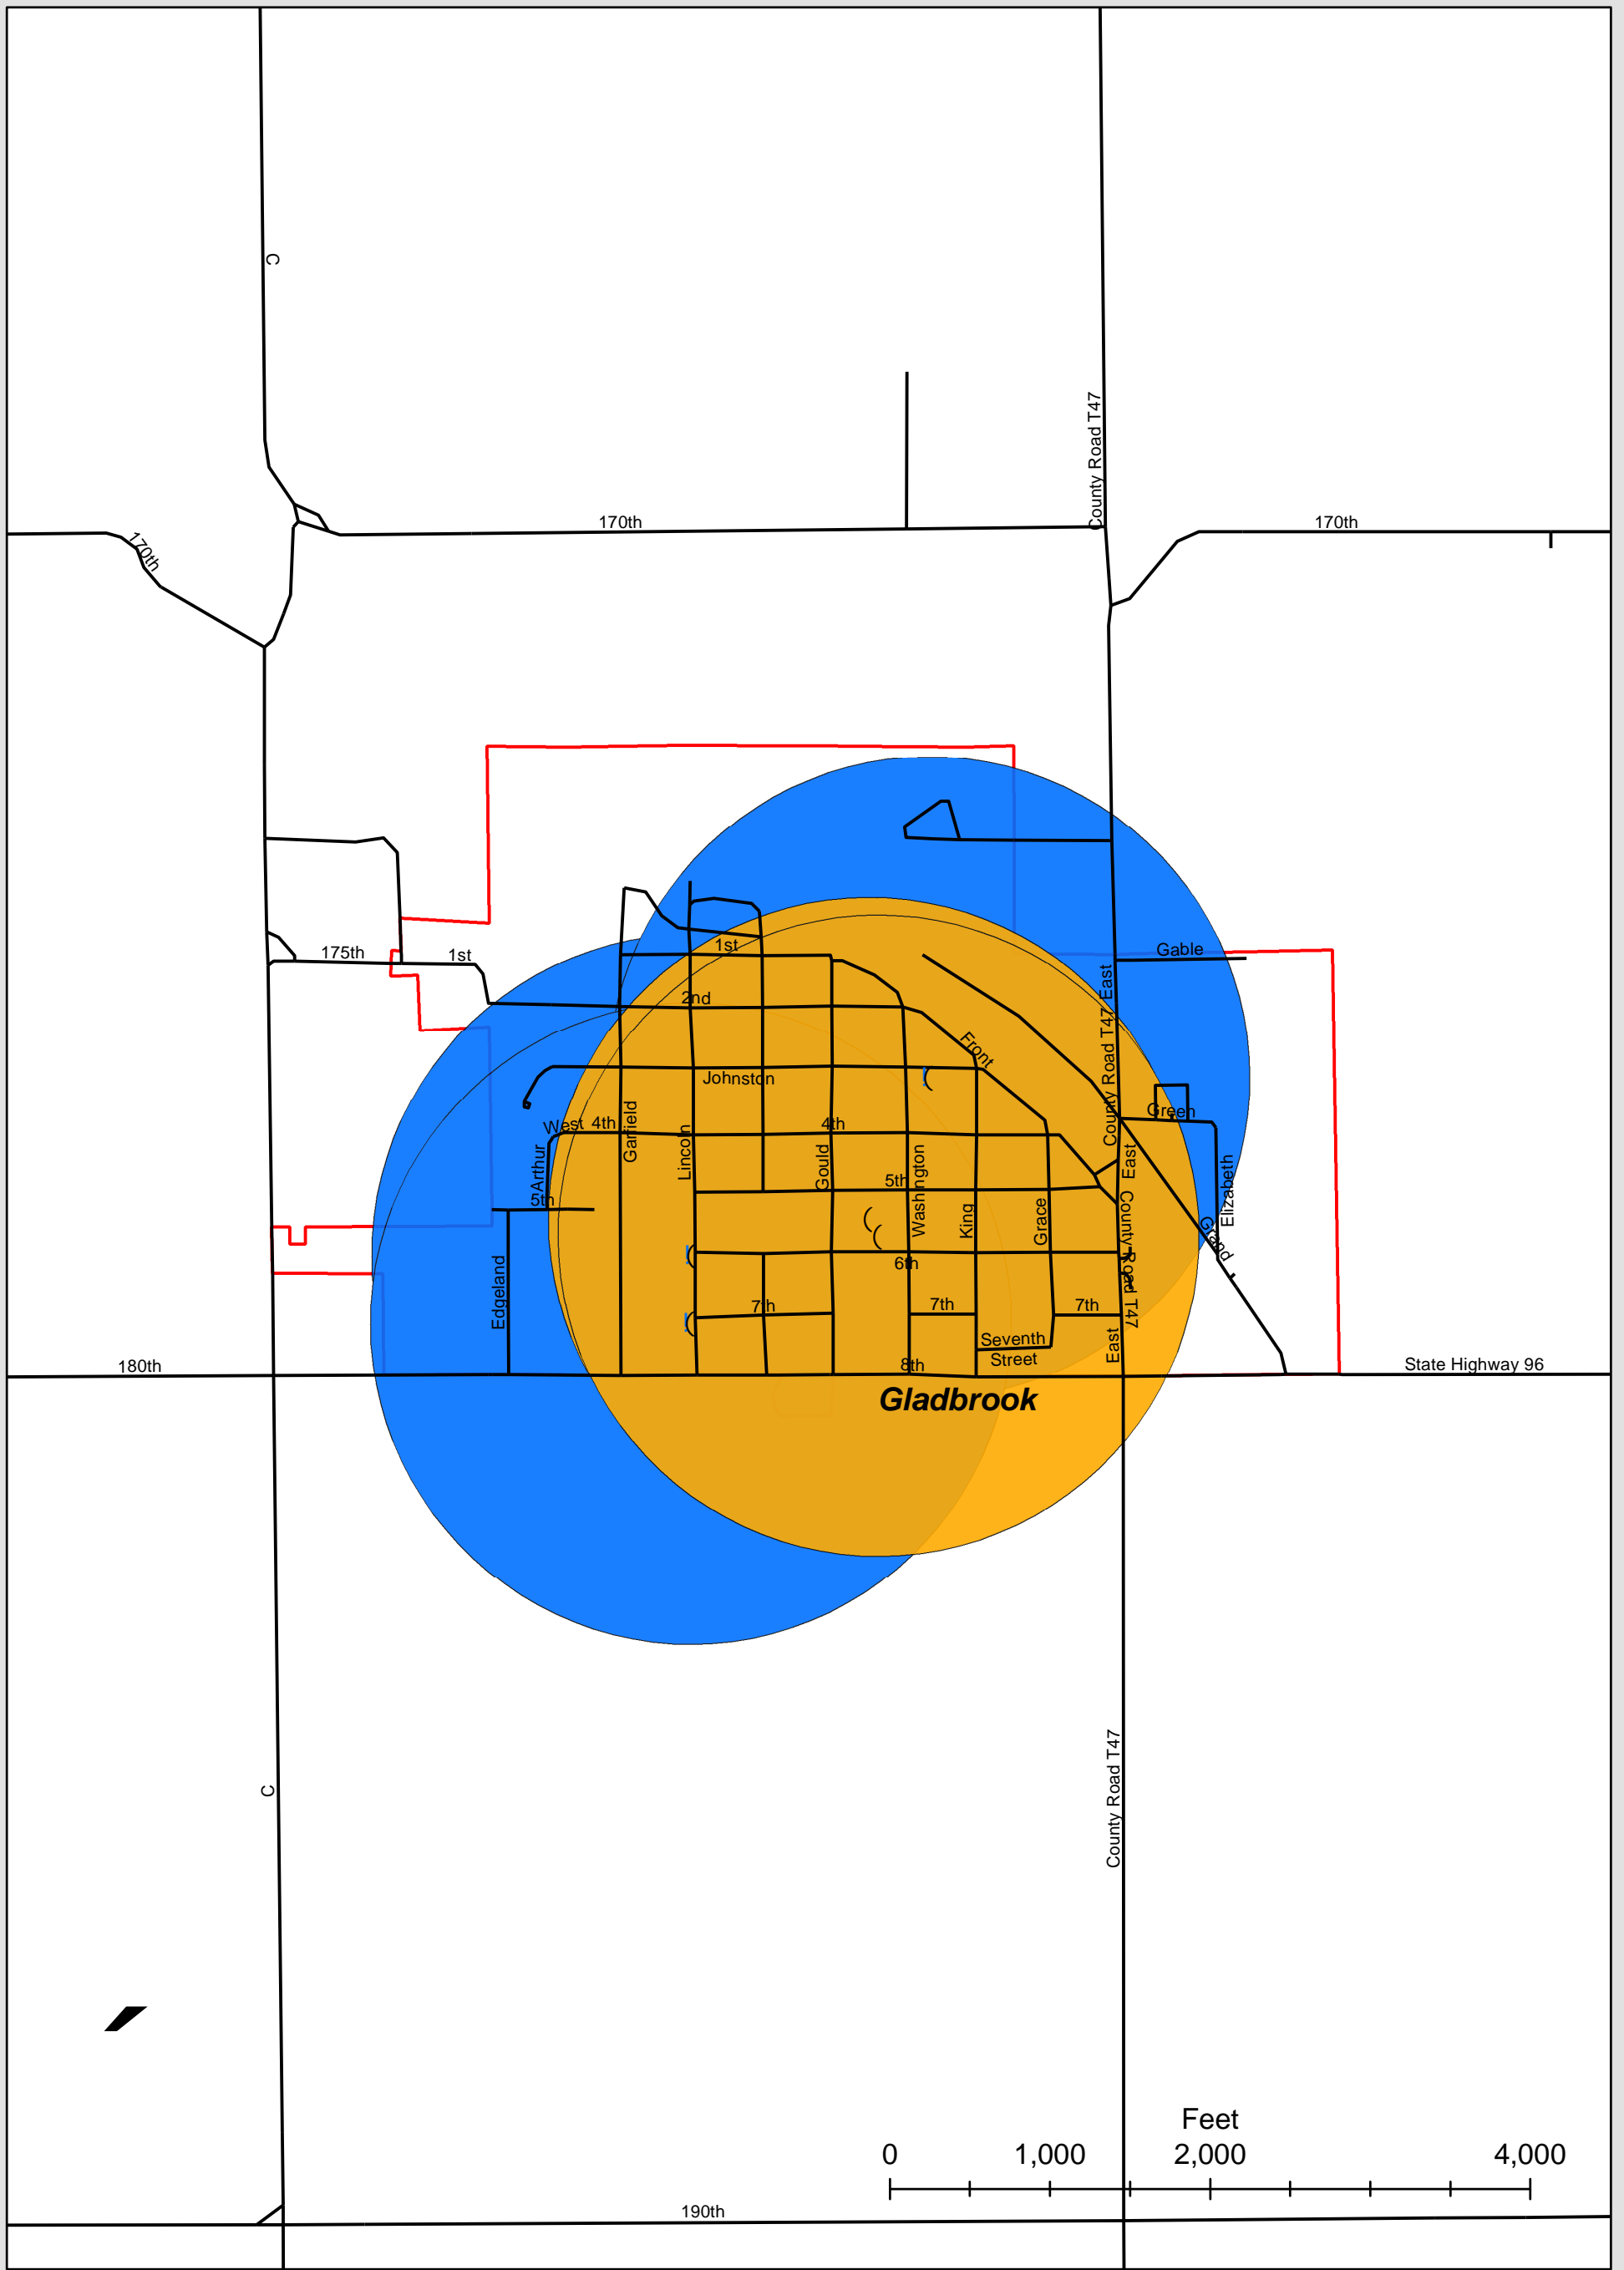 C
County Road T47
170th
170th
170th
175th
1st
1st
Gable
2nd
County Road T47
East
Front
Johnston
Green
West 4th
4th
Garfield
Lincoln
Gould
Arthur
Washington
East
Elizabeth
5th
5th
King
Grace
County Road T47
Grand
6th
Edgeland
7th
7th
7th
Seventh
Street
East
180th
8th
State Highway 96
Gladbrook
C
County Road T47
Feet
0 1,000 2,000 4,000
190th